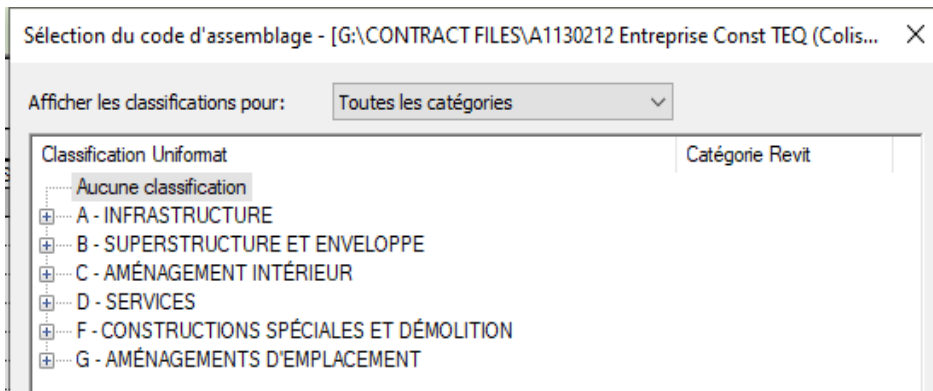 Sélection du code d'assemblage - [G:\CONTRACT FILES\A1130212 Entreprise Const TEQ (Colis...
Afficher les classifications pour: Toutes les catégories
Classification Uniformat Catégorie Revit
Aucune classification
A - INFRASTRUCTURE
B - SUPERSTRUCTURE ET ENVELOPPE
C - AMÉNAGEMENT INTÉRIEUR
D - SERVICES
F - CONSTRUCTIONS SPÉCIALES ET DÉMOLITION
G - AMÉNAGEMENTS D'EMPLACEMENT